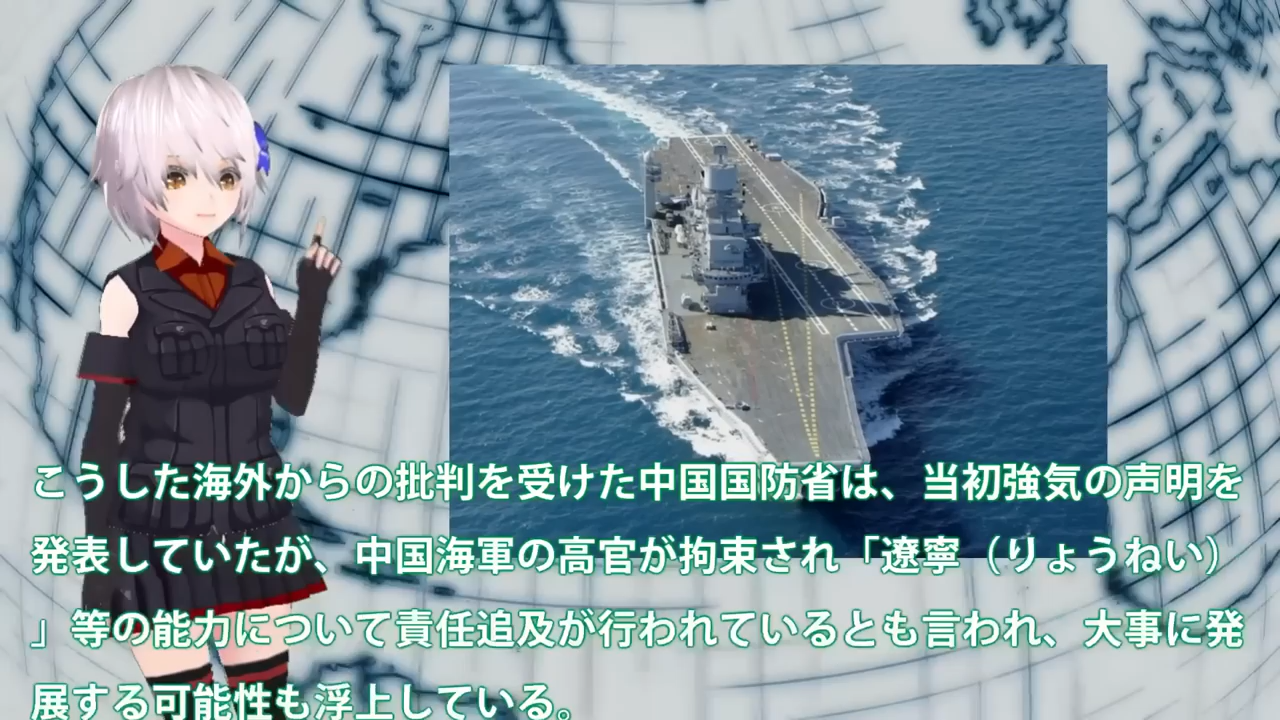 こうした海外からの批判を受けた中国国防省は、当初強気の声明を
発表していたが、中国海軍の高官が拘束され「遼寧（りょうねい）
」等の能力について責任追及が行われているとも言われ、大事に発
展する可能性も浮上している。